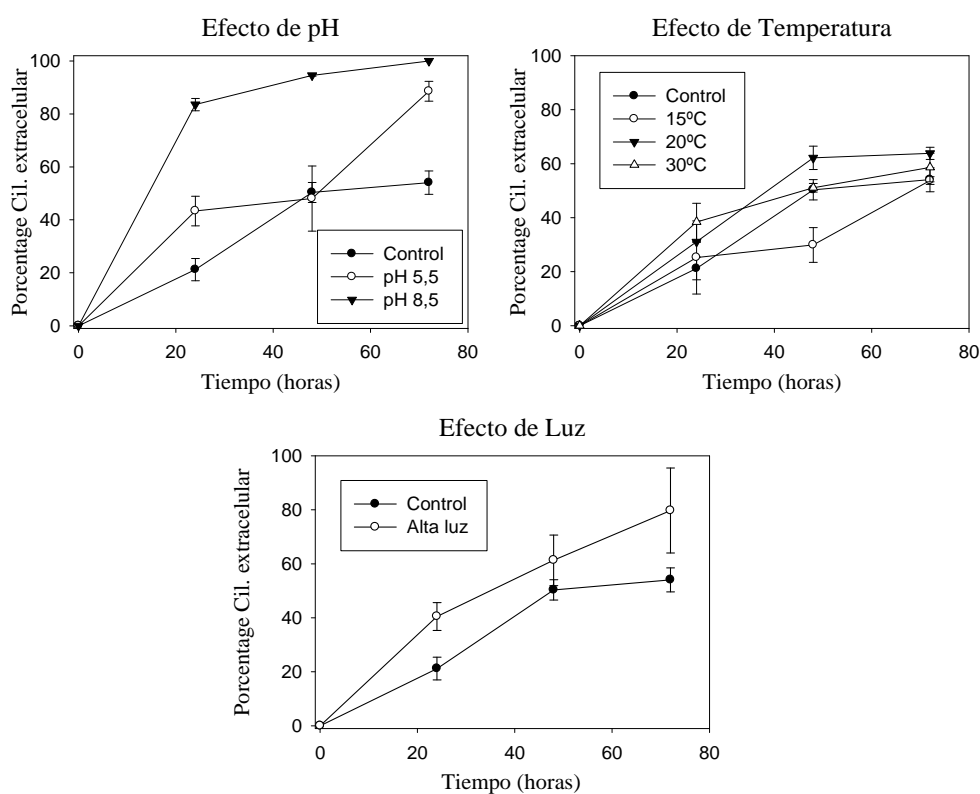 Efecto de pH
Porcentage Cil. extracelular
100
80
60
40
20
0
Control
pH 5,5
pH 8,5
0 20 40 60 80
Tiempo (horas)
Efecto de Temperatura
Porcentage Cil. extracelular
100
80
60
40
20
0
Control
15ºC
20ºC
30ºC
0 20 40 60 80
Tiempo (horas)
Efecto de Luz
Porcentage Cil. extracelular
100
80
60
40
20
0
Control
Alta luz
0 20 40 60 80
Tiempo (horas)